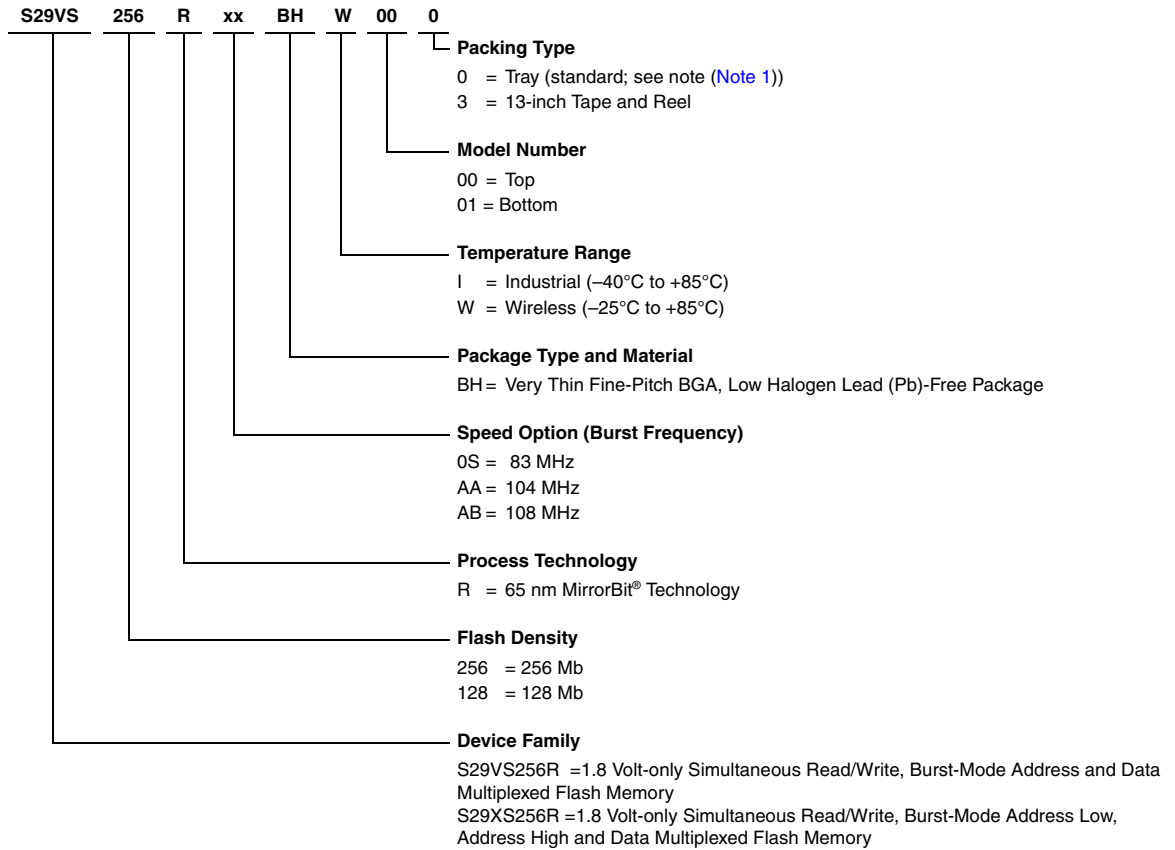 S29VS 256 R xx BH W 00 0
Packing Type
0 = Tray (standard; see note (Note 1))
3 = 13-inch Tape and Reel
Model Number
00 = Top
01 = Bottom
Temperature Range
I = Industrial (–40°C to +85°C)
W = Wireless (–25°C to +85°C)
Package Type and Material
BH = Very Thin Fine-Pitch BGA, Low Halogen Lead (Pb)-Free Package
Speed Option (Burst Frequency)
0S = 83 MHz
AA = 104 MHz
AB = 108 MHz
Process Technology
R = 65 nm MirrorBit® Technology
Flash Density
256 = 256 Mb
128 = 128 Mb
Device Family
S29VS256R =1.8 Volt-only Simultaneous Read/Write, Burst-Mode Address and Data
Multiplexed Flash Memory
S29XS256R =1.8 Volt-only Simultaneous Read/Write, Burst-Mode Address Low,
Address High and Data Multiplexed Flash Memory